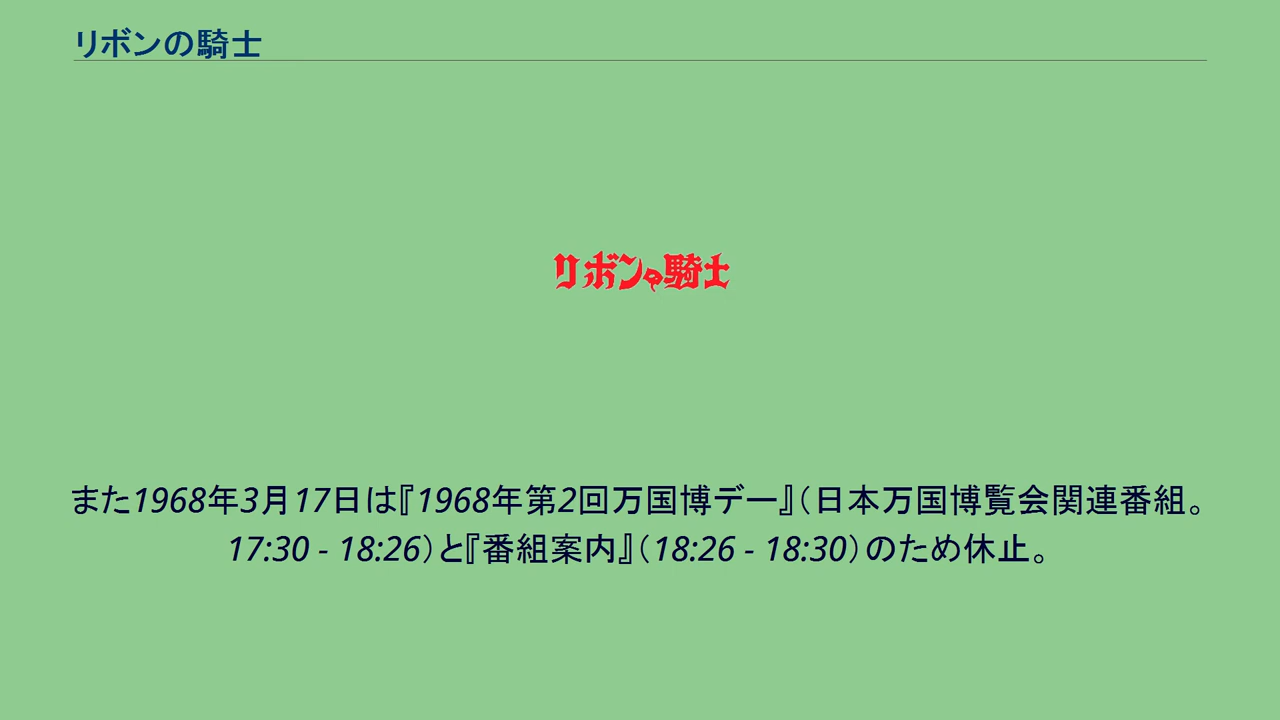 リボンの騎士
リボンの騎士
また1968年3月17日は『1968年第2回万国博デー』（日本万国博覧会関連番組。
17:30 - 18:26）と『番組案内』（18:26 - 18:30）のため休止。